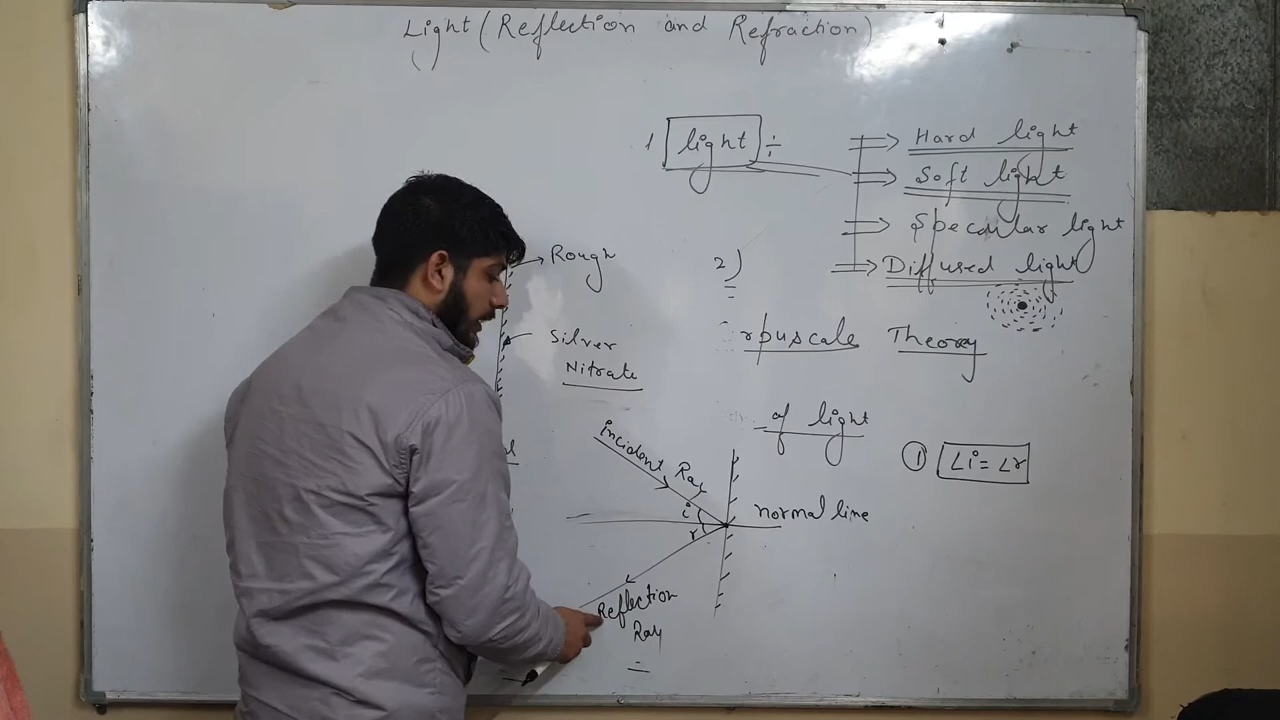 Light (Reflection and Refraction)
1 light ÷
Hard light
Soft light
Specular light
Diffused light
Rough
2)
Silver
Nitrate
rpuscale Theory
of light
① ∠i = ∠r
incident Ray
i
normal line
r
Reflection
Ray